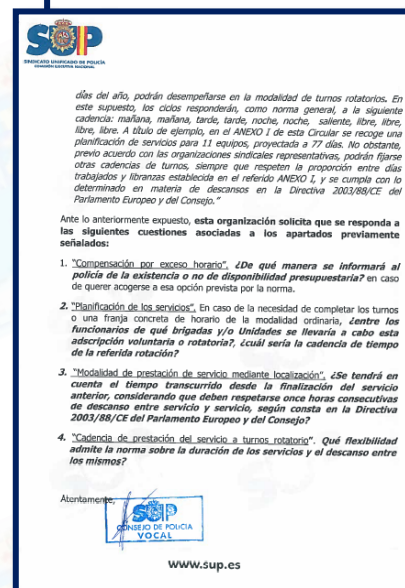 SUP
SINDICATO UNIFICADO DE POLICÍA
COMISIÓN EJECUTIVA NACIONAL
días del año, podrán desempeñarse en la modalidad de turnos rotatorios. En
este supuesto, los ciclos responderán, como norma general, a la siguiente
cadencia: mañana, mañana, tarde, tarde, noche, noche, saliente, libre, libre,
libre, libre. A título de ejemplo, en el ANEXO I de esta Circular se recoge una
planificación de servicios para 11 equipos, proyectada a 77 días. No obstante,
previo acuerdo con las organizaciones sindicales representativas, podrán fijarse
otras cadencias de turnos, siempre que respeten la proporción entre días
trabajados y libranzas establecida en el referido ANEXO I, y se cumpla con lo
determinado en materia de descansos en la Directiva 2003/88/CE del
Parlamento Europeo y del Consejo."
Ante lo anteriormente expuesto, esta organización solicita que se responda a
las siguientes cuestiones asociadas a los apartados previamente
señalados:
1. "Compensación por exceso horario". ¿De qué manera se informará al
policía de la existencia o no de disponibilidad presupuestaria? en caso
de querer acogerse a esa opción prevista por la norma.
2. "Planificación de los servicios". En caso de la necesidad de completar los turnos
o una franja concreta de horario de la modalidad ordinaria, ¿entre los
funcionarios de qué brigadas y/o Unidades se llevaría a cabo esta
adscripción voluntaria o rotatoria?, ¿cuál sería la cadencia de tiempo
de la referida rotación?
3. "Modalidad de prestación de servicio mediante localización". ¿Se tendrá en
cuenta el tiempo transcurrido desde la finalización del servicio
anterior, considerando que deben respetarse once horas consecutivas
de descanso entre servicio y servicio, según consta en la Directiva
2003/88/CE del Parlamento Europeo y del Consejo?
4. "Cadencia de prestación del servicio a turnos rotatorio". Qué flexibilidad
admite la norma sobre la duración de los servicios y el descanso entre
los mismos?
Atentamente,
SUP
CONSEJO DE POLICÍA
VOCAL
www.sup.es